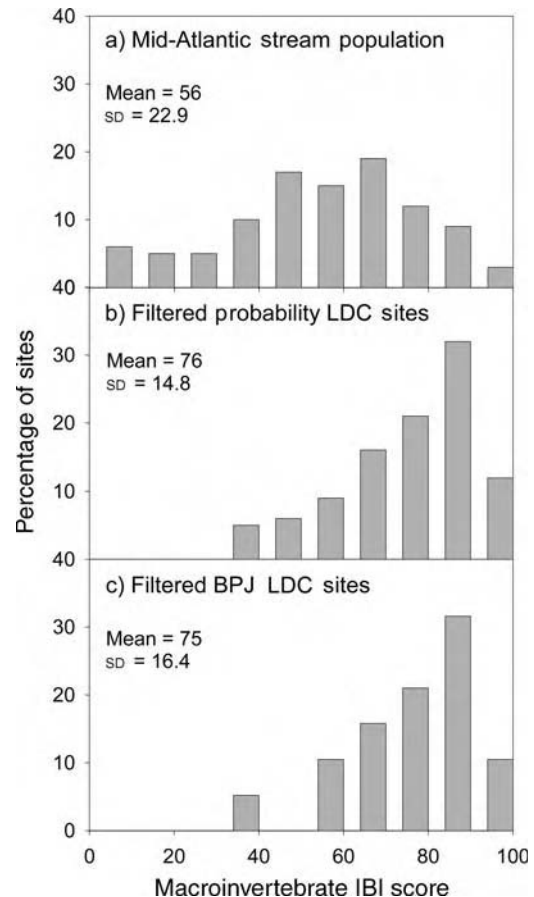 40
a) Mid-Atlantic stream population
Mean = 56
SD = 22.9
30
20
10
40
b) Filtered probability LDC sites
Mean = 76
SD = 14.8
30
20
10
Percentage of sites
40
c) Filtered BPJ LDC sites
Mean = 75
SD = 16.4
30
20
10
0
0 20 40 60 80 100
Macroinvertebrate IBI score